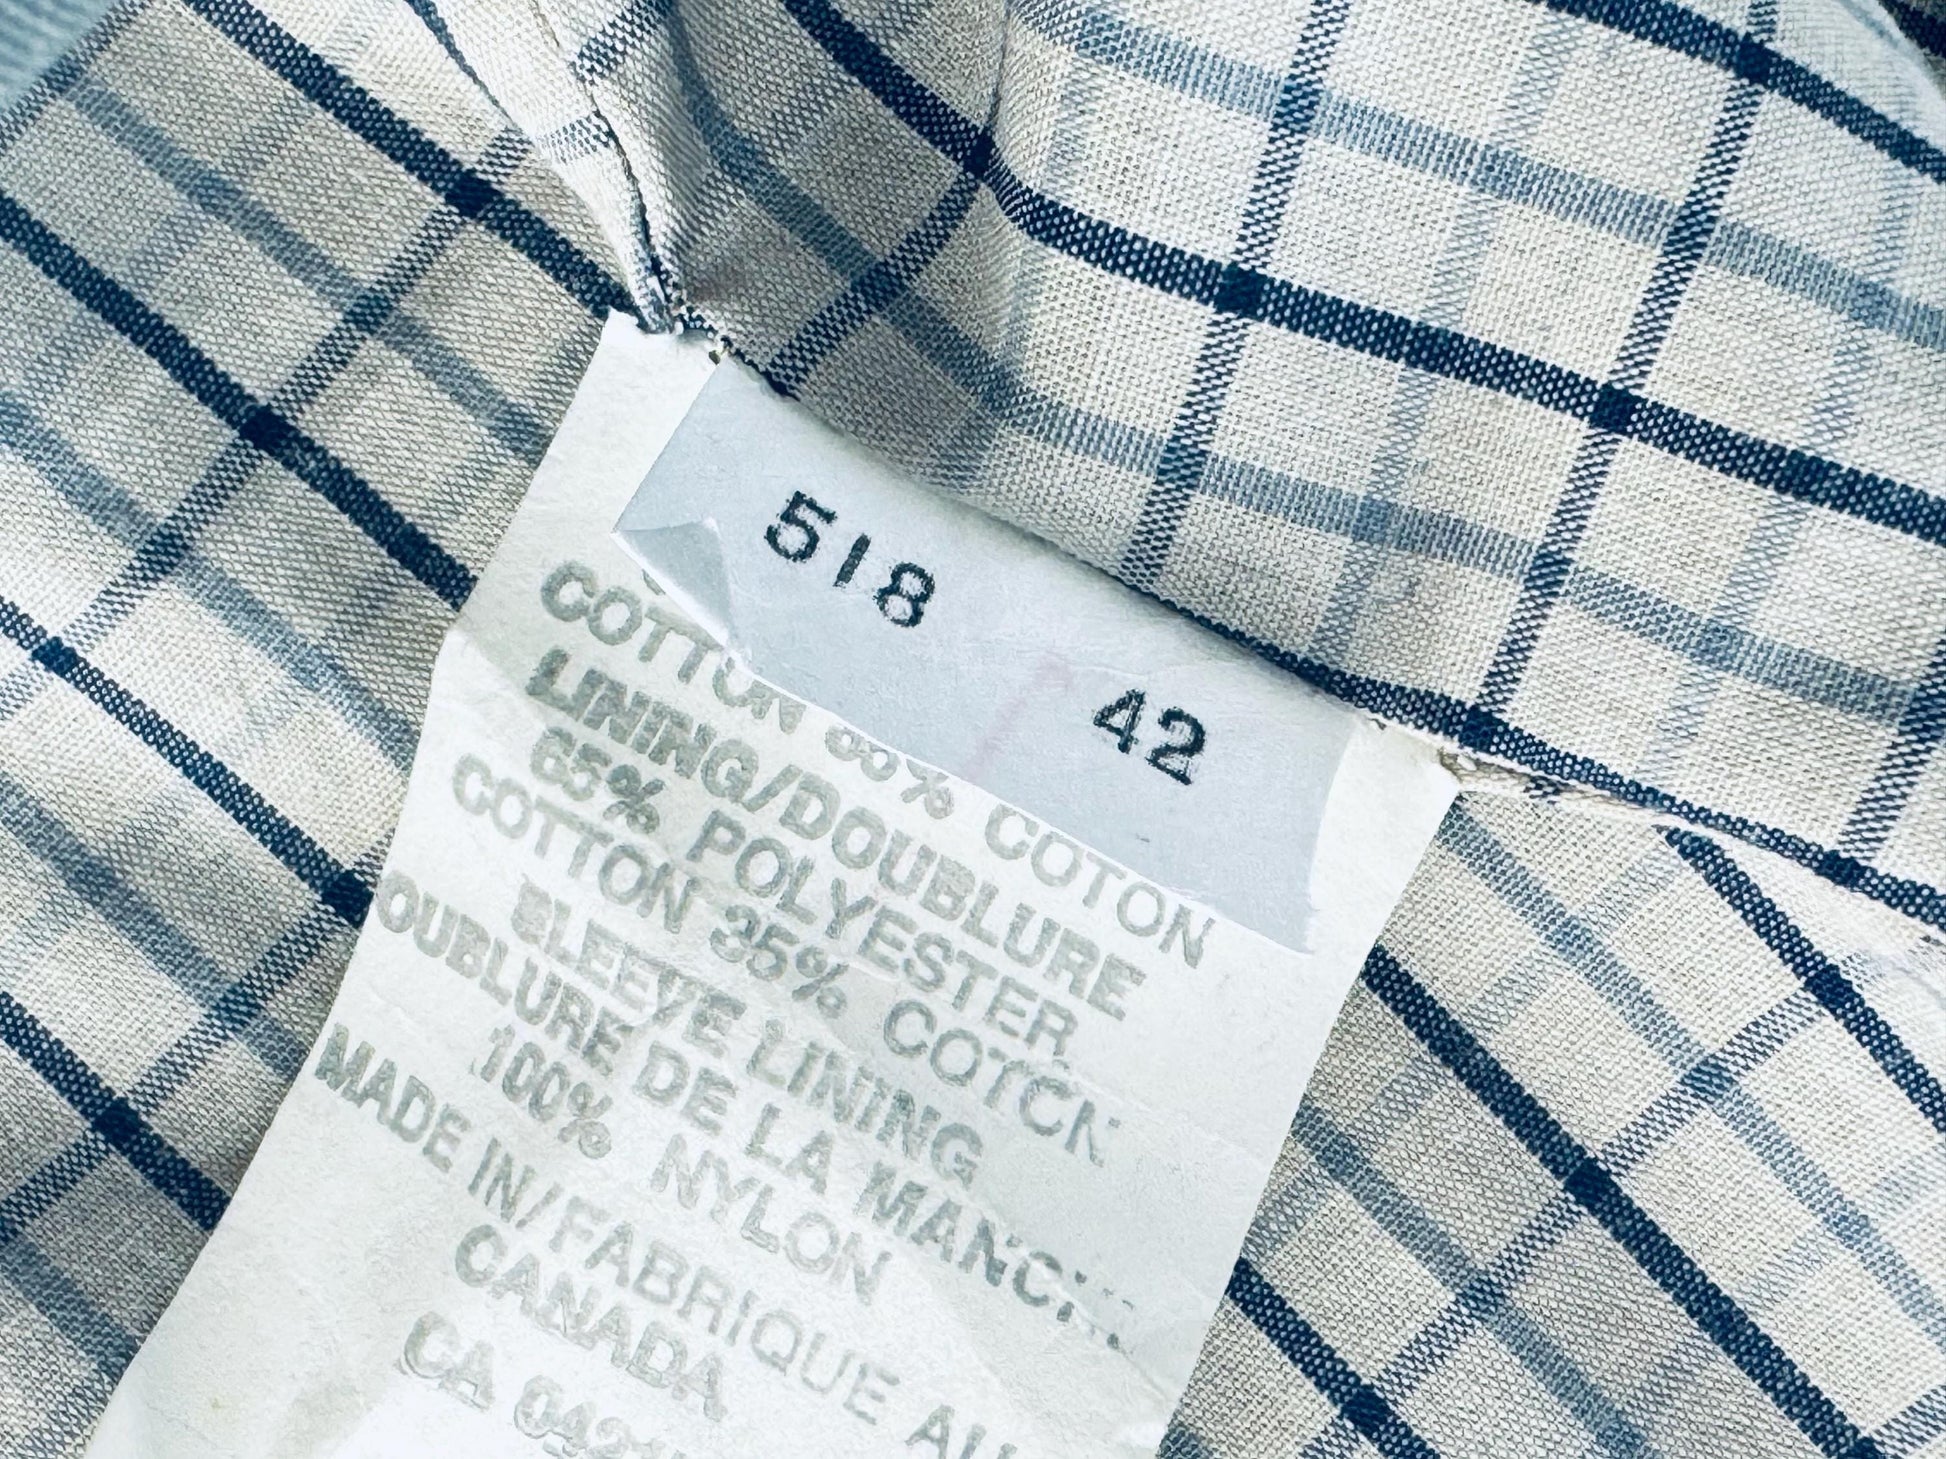 518 42
COTTON % COTON
LINING/DOUBLURE
65% POLYESTER
COTTON 35% COTON
SLEEVE LINING
DOUBLURE DE LA MANCHE
100% NYLON
MADE IN/FABRIQUE AU
CANADA
CA